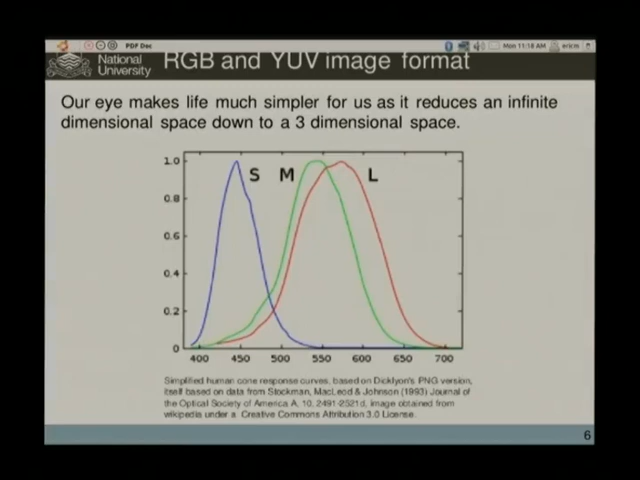 PDF Doc
Mon 11:18 AM
National
University
RGB and YUV image format
Our eye makes life much simpler for us as it reduces an infinite
dimensional space down to a 3 dimensional space.
1.0
0.8
0.6
0.4
0.2
0
S M L
400 450 500 550 600 650 700
Simplified human cone response curves, based on Dicklyon's PNG version,
itself based on data from Stockman, MacLeod & Johnson (1993) Journal of
the Optical Society of America A, 10, 2491-2521d, image obtained from
wikipedia under a Creative Commons Attribution 3.0 License.
6